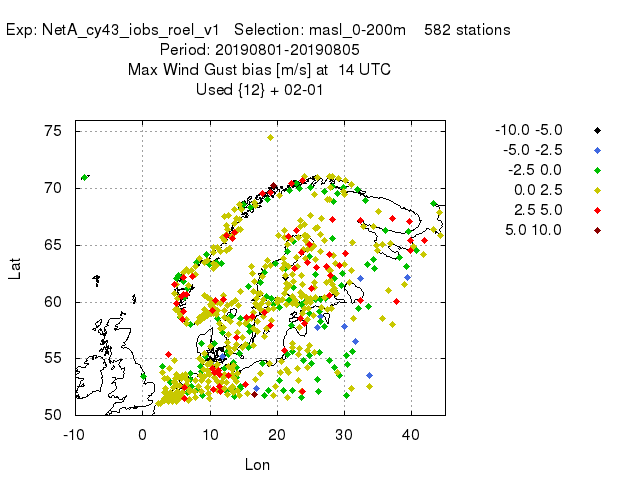 Exp: NetA_cy43_iobs_roel_v1 Selection: masl_0-200m 582 stations
Period: 20190801-20190805
Max Wind Gust bias [m/s] at 14 UTC
Used {12} + 02-01
75
70
65
60
55
50
-10 0 10 20 30 40
Lat
Lon
-10.0 -5.0
-5.0 -2.5
-2.5 0.0
0.0 2.5
2.5 5.0
5.0 10.0